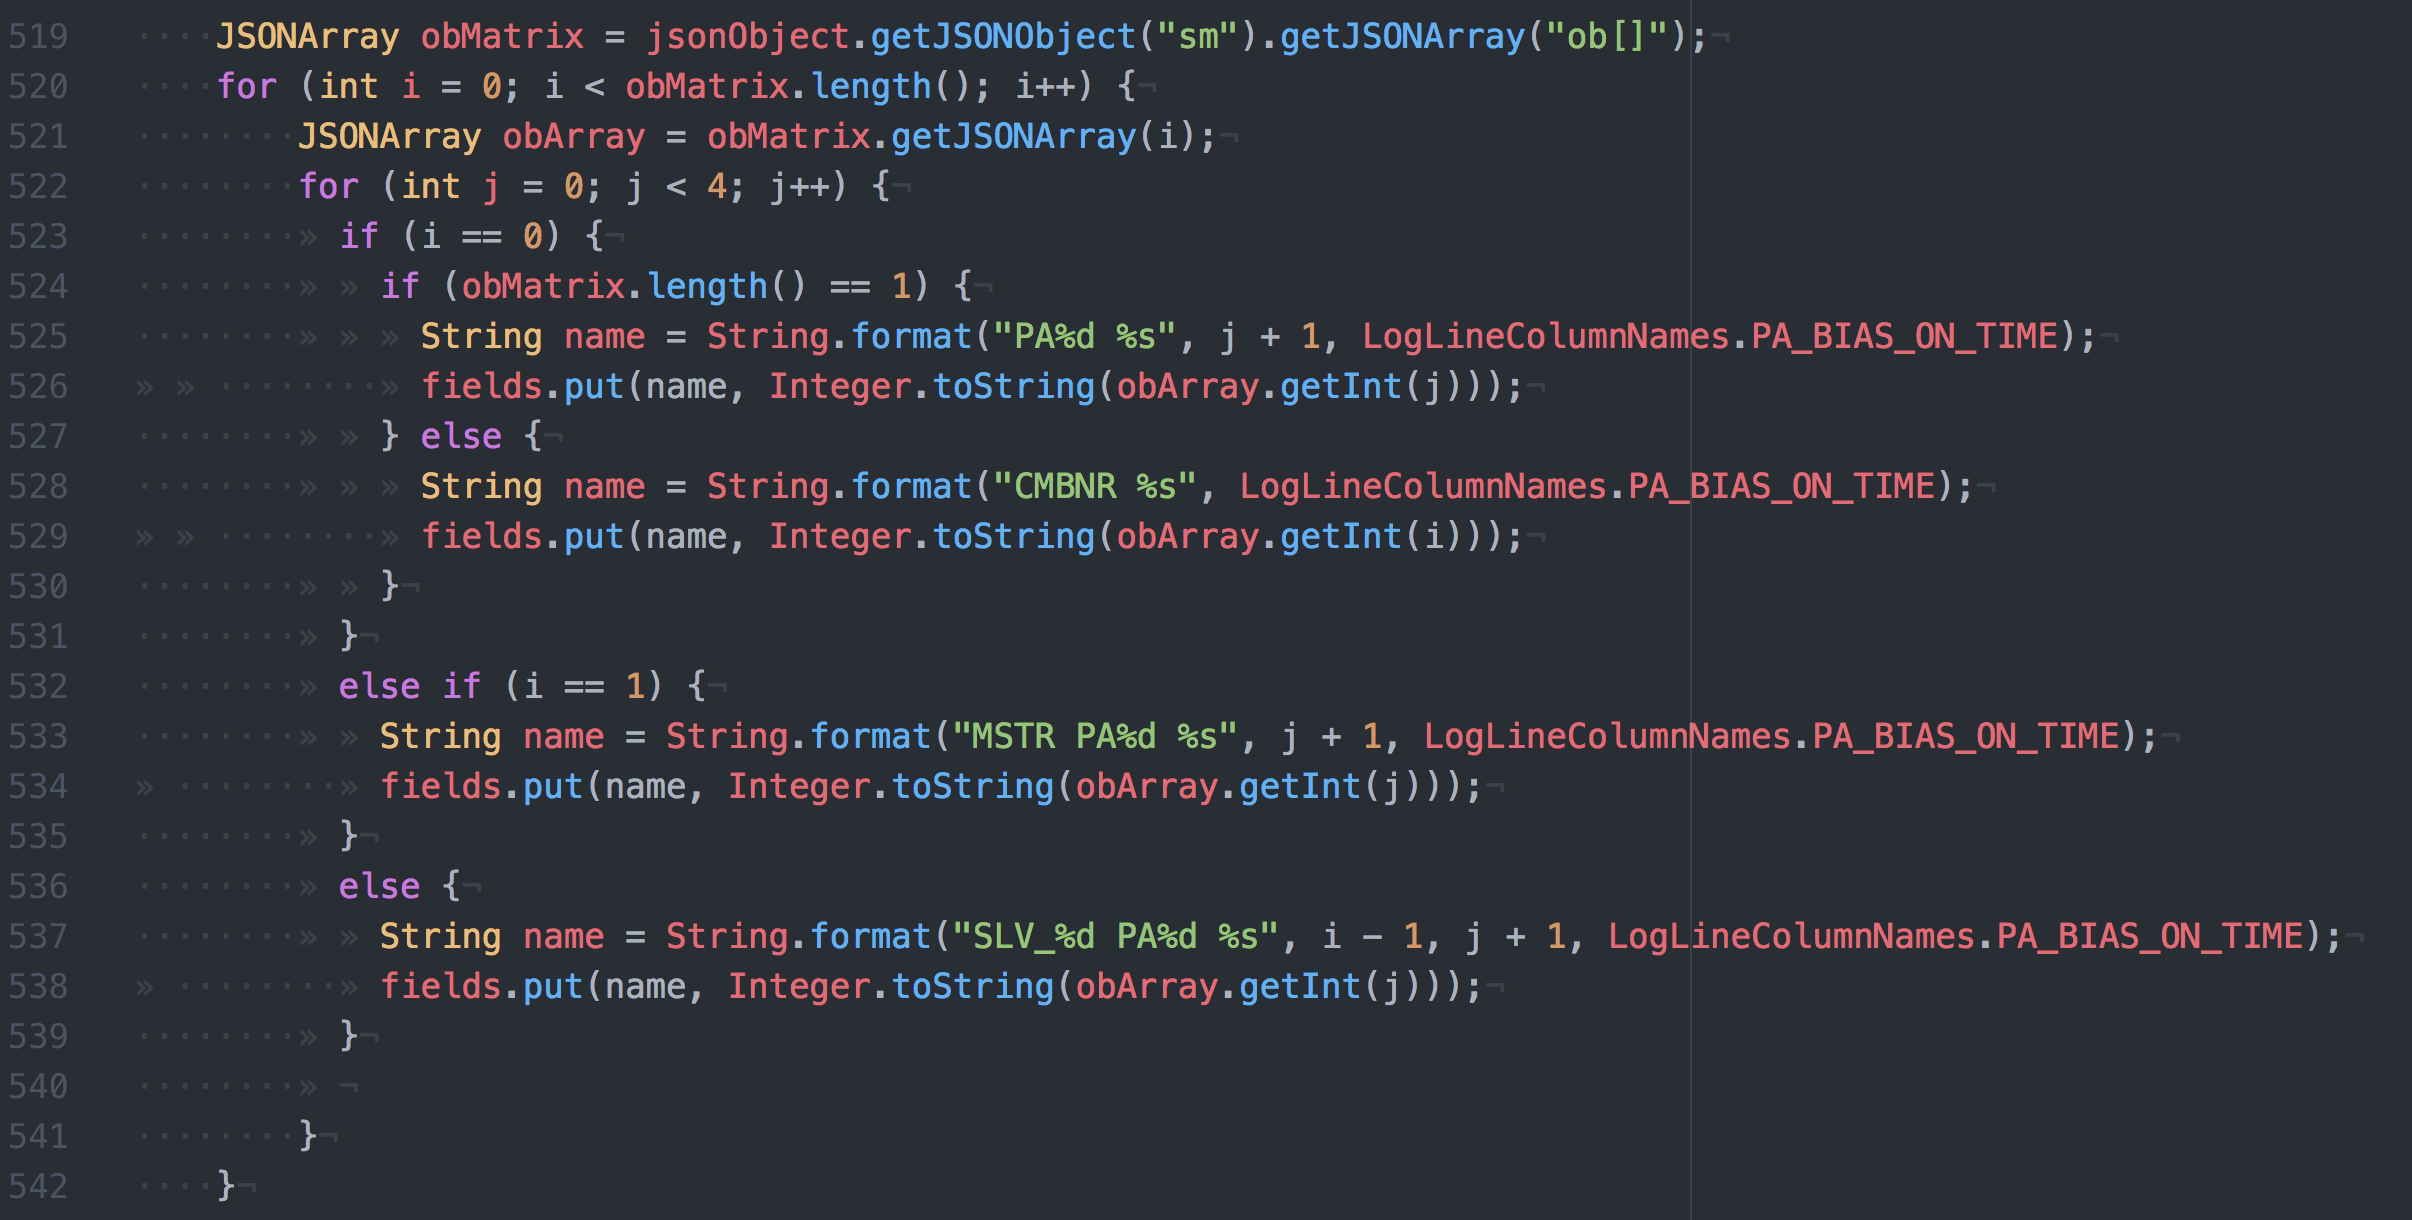 519     JSONArray obMatrix = jsonObject.getJSONObject("sm").getJSONArray("ob[]");¬
520     for (int i = 0; i < obMatrix.length(); i++) {¬
521         JSONArray obArray = obMatrix.getJSONArray(i);¬
522         for (int j = 0; j < 4; j++) {¬
523         » if (i == 0) {¬
524         » » if (obMatrix.length() == 1) {¬
525         » » » String name = String.format("PA%d %s", j + 1, LogLineColumnNames.PA_BIAS_ON_TIME);¬
526 » »         » fields.put(name, Integer.toString(obArray.getInt(j)));¬
527         » » } else {¬
528         » » » String name = String.format("CMBNR %s", LogLineColumnNames.PA_BIAS_ON_TIME);¬
529 » »         » fields.put(name, Integer.toString(obArray.getInt(i)));¬
530         » » }¬
531         » }¬
532         » else if (i == 1) {¬
533         » » String name = String.format("MSTR PA%d %s", j + 1, LogLineColumnNames.PA_BIAS_ON_TIME);¬
534 »         » fields.put(name, Integer.toString(obArray.getInt(j)));¬
535         » }¬
536         » else {¬
537         » » String name = String.format("SLV_%d PA%d %s", i - 1, j + 1, LogLineColumnNames.PA_BIAS_ON_TIME);¬
538 »         » fields.put(name, Integer.toString(obArray.getInt(j)));¬
539         » }¬
540         » ¬
541         }¬
542     }¬